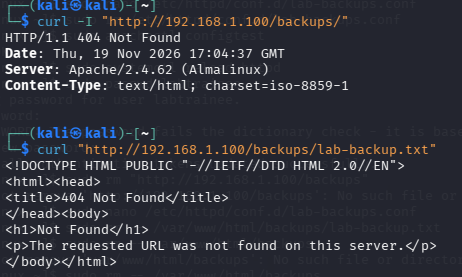 ┌──(kali㉿kali)-[~]
└─$ curl -I "http://192.168.1.100/backups/"
HTTP/1.1 404 Not Found
Date: Thu, 19 Nov 2026 17:04:37 GMT
Server: Apache/2.4.62 (AlmaLinux)
Content-Type: text/html; charset=iso-8859-1

┌──(kali㉿kali)-[~]
└─$ curl "http://192.168.1.100/backups/lab-backup.txt"
<!DOCTYPE HTML PUBLIC "-//IETF//DTD HTML 2.0//EN">
<html><head>
<title>404 Not Found</title>
</head><body>
<h1>Not Found</h1>
<p>The requested URL was not found on this server.</p>
</body></html>